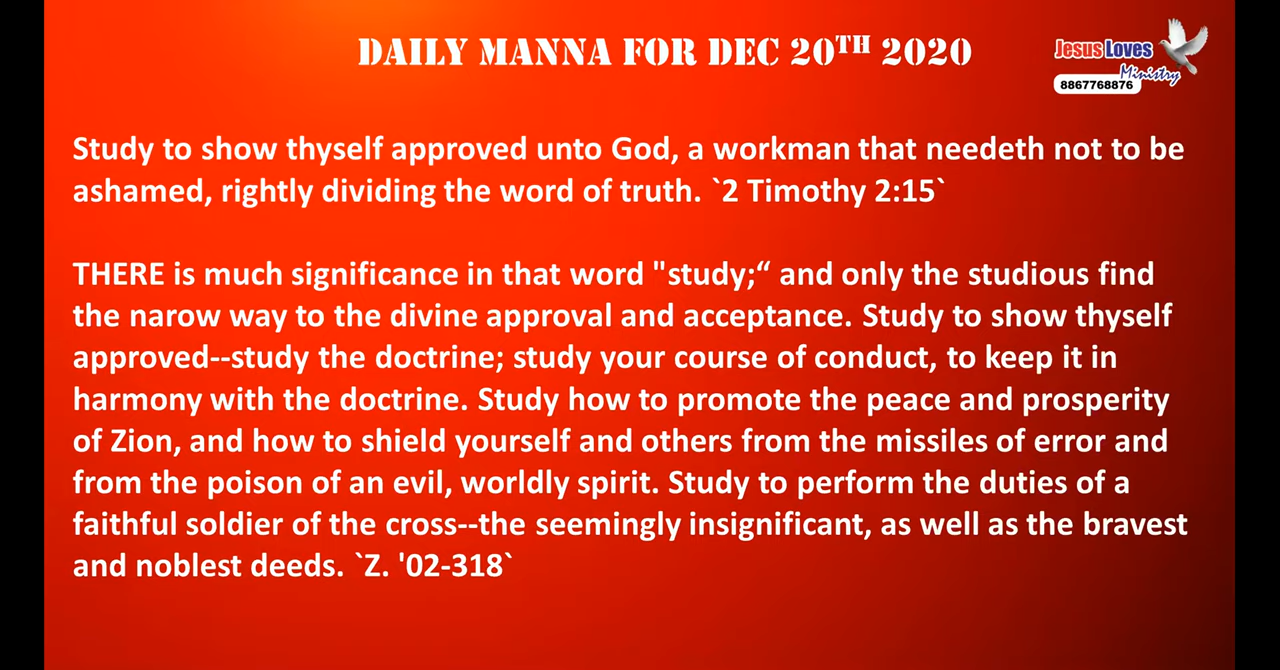 DAILY MANNA FOR DEC 20TH 2020
Jesus Loves
Ministry
8867768876
Study to show thyself approved unto God, a workman that needeth not to be
ashamed, rightly dividing the word of truth. `2 Timothy 2:15`
THERE is much significance in that word "study;“ and only the studious find
the narow way to the divine approval and acceptance. Study to show thyself
approved--study the doctrine; study your course of conduct, to keep it in
harmony with the doctrine. Study how to promote the peace and prosperity
of Zion, and how to shield yourself and others from the missiles of error and
from the poison of an evil, worldly spirit. Study to perform the duties of a
faithful soldier of the cross--the seemingly insignificant, as well as the bravest
and noblest deeds. `Z. '02-318`